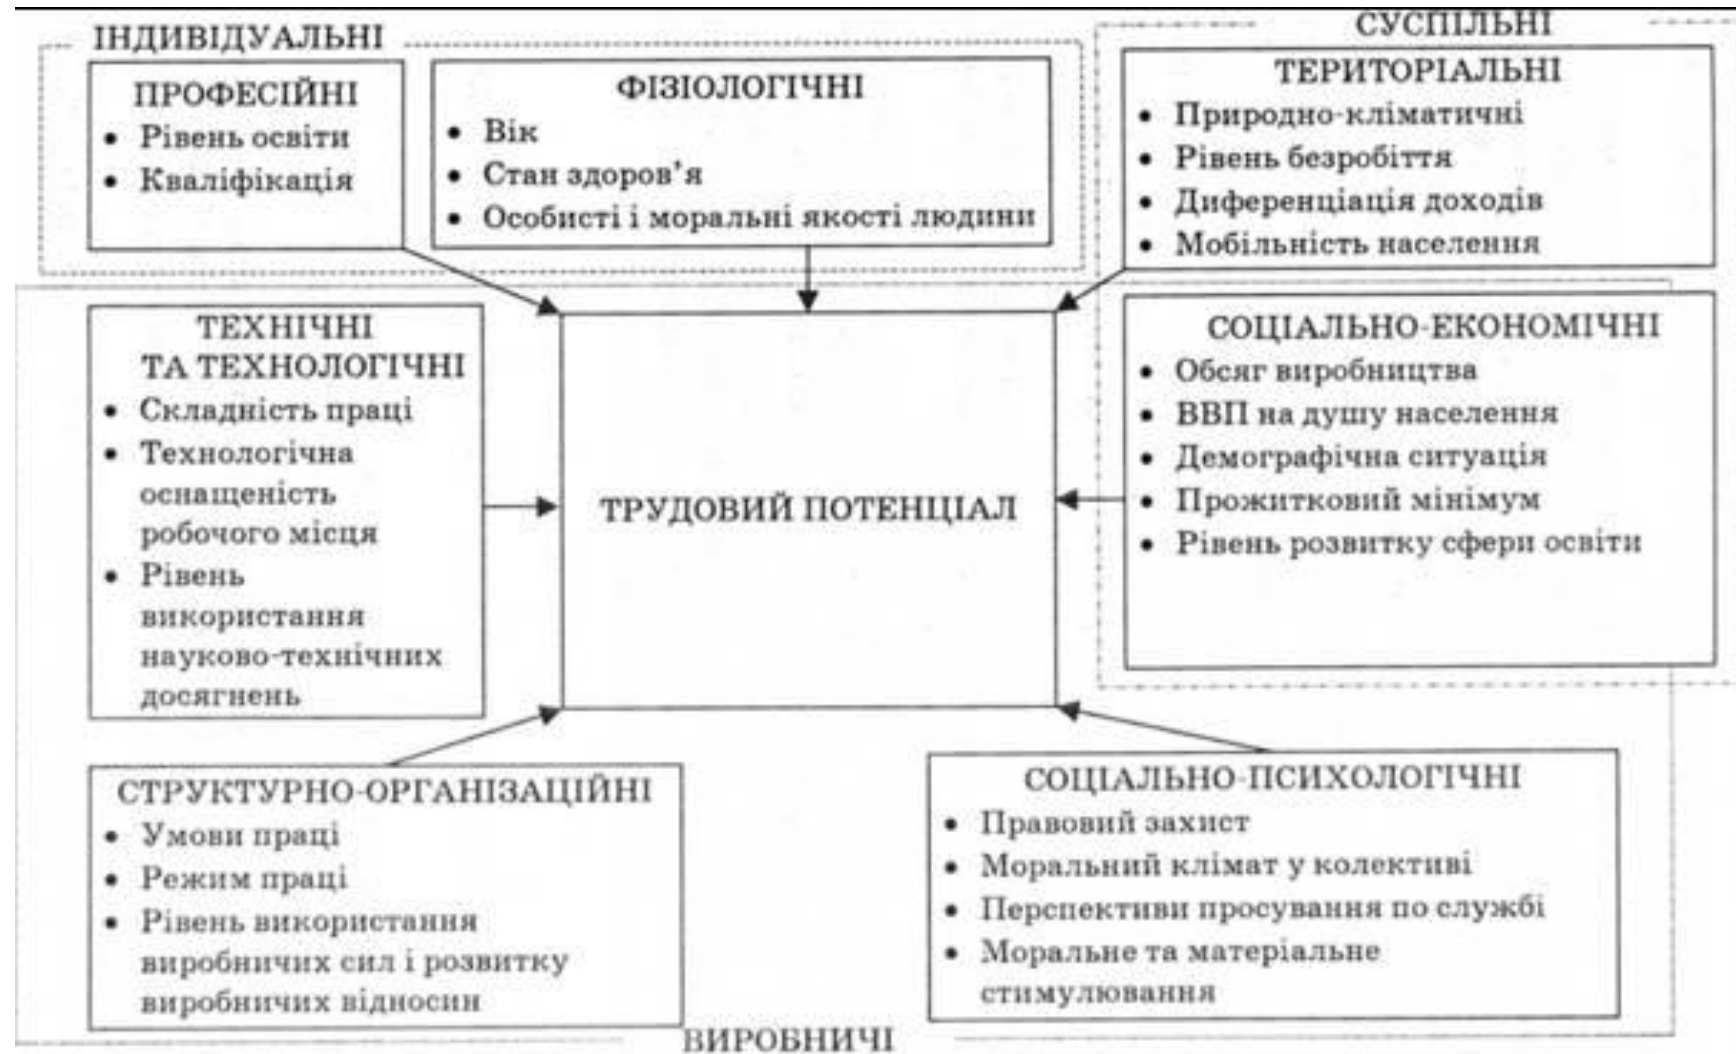 ІНДИВІДУАЛЬНІ
ПРОФЕСІЙНІ
• Рівень освіти
• Кваліфікація
ФІЗІОЛОГІЧНІ
• Вік
• Стан здоров’я
• Особисті і моральні якості людини
СУСПІЛЬНІ
ТЕРИТОРІАЛЬНІ
• Природно-кліматичні
• Рівень безробіття
• Диференціація доходів
• Мобільність населення
ТЕХНІЧНІ
ТА ТЕХНОЛОГІЧНІ
• Складність праці
• Технологічна
оснащеність
робочого місця
• Рівень
використання
науково-технічних
досягнень
ТРУДОВИЙ ПОТЕНЦІАЛ
СОЦІАЛЬНО-ЕКОНОМІЧНІ
• Обсяг виробництва
• ВВП на душу населення
• Демографічна ситуація
• Прожитковий мінімум
• Рівень розвитку сфери освіти
СТРУКТУРНО-ОРГАНІЗАЦІЙНІ
• Умови праці
• Режим праці
• Рівень використання
виробничих сил і розвитку
виробничих відносин
СОЦІАЛЬНО-ПСИХОЛОГІЧНІ
• Правовий захист
• Моральний клімат у колективі
• Перспективи просування по службі
• Моральне та матеріальне
стимулювання
ВИРОБНИЧІ